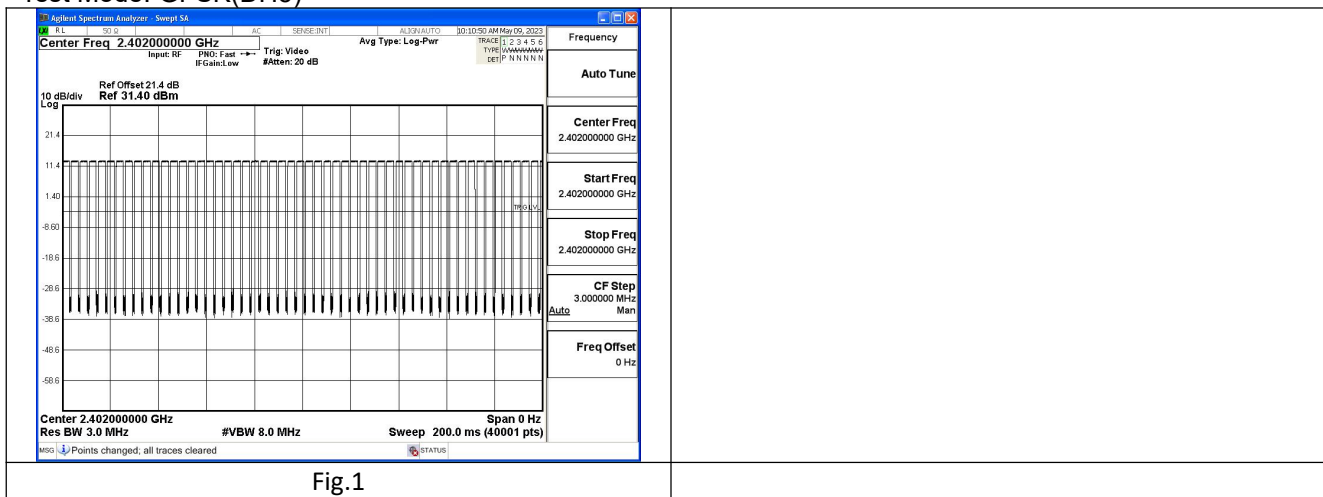 Agilent Spectrum Analyzer - Swept SA
RL 50 Ω AC SENSE:INT ALIGNAUTO 10:10:50 AM May 09, 2023
Center Freq 2.402000000 GHz
Input: RF PNO: Fast Trig: Video
IFGain:Low #Atten: 20 dB
Avg Type: Log-Pwr
TRACE 1 2 3 4 5 6
TYPE
DET P N N N N N
Frequency
Auto Tune
Ref Offset 21.4 dB
10 dB/div Ref 31.40 dBm
Log
21.4
11.4
1.40
-8.60
-18.6
-28.6
-38.6
-48.6
-58.6
TRIG LVL
Center Freq
2.402000000 GHz
Start Freq
2.402000000 GHz
Stop Freq
2.402000000 GHz
CF Step
3.000000 MHz
Auto Man
Freq Offset
0 Hz
Center 2.402000000 GHz Span 0 Hz
Res BW 3.0 MHz #VBW 8.0 MHz Sweep 200.0 ms (40001 pts)
MSG Points changed; all traces cleared STATUS
Fig.1